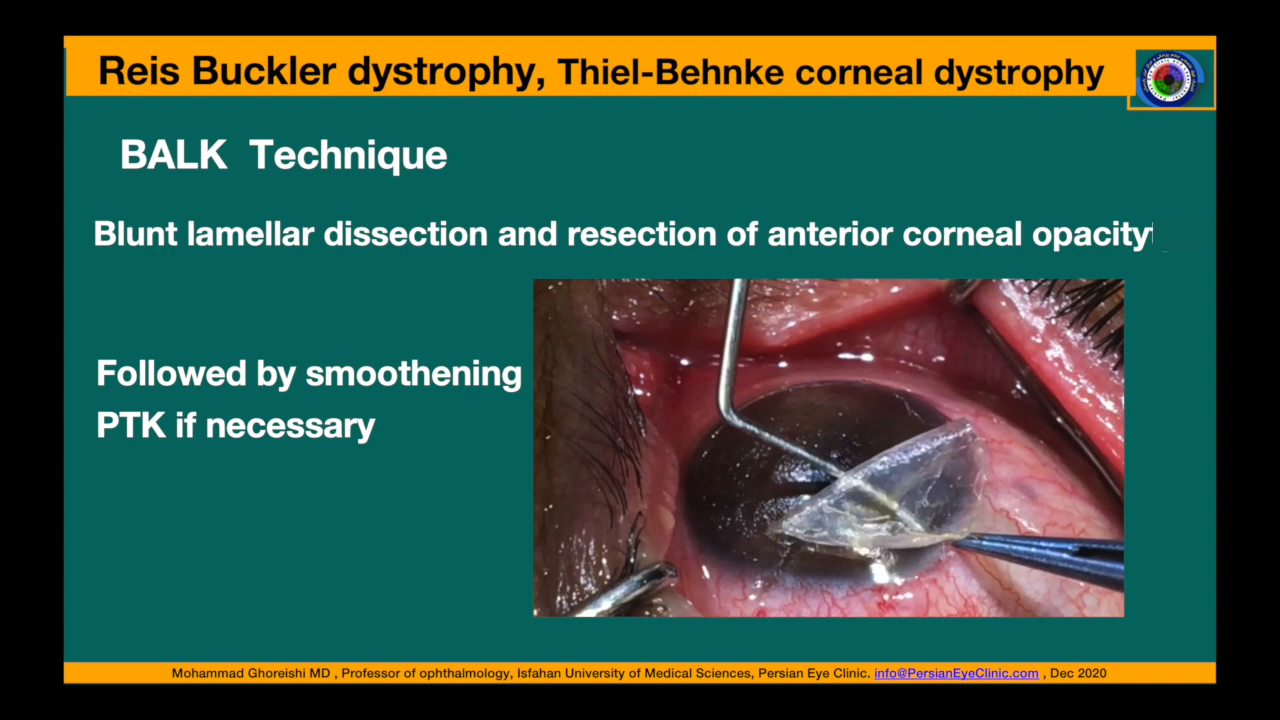 Reis Buckler dystrophy, Thiel-Behnke corneal dystrophy
BALK Technique
Blunt lamellar dissection and resection of anterior corneal opacity
Followed by smoothening
PTK if necessary
Mohammad Ghoreishi MD , Professor of ophthalmology, Isfahan University of Medical Sciences, Persian Eye Clinic. info@PersianEyeClinic.com , Dec 2020